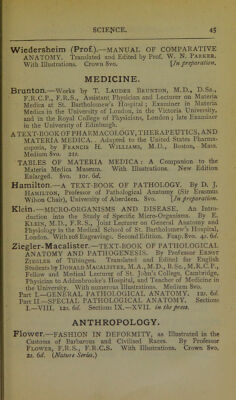 SCIENCE. 45
Wiedersheim (Prof.).—MANUAL OF COMPARATIVE
ANATOMY. Translated and Edited by Prof. W. N. PARKER.
With Illustrations. Crown 8vo. [In preparation.
MEDICINE.
Brunton.—Works by T. LAUDER BRUNTON, M.D., D.Sc.,
F.R.C.P., F.R.S., Assistant Physician and Lecturer on Materia
Medica at St. Bartholomew's Hospital; Examiner in Materia
Medica in the University of London, in the Victoria University,
and in the Royal College of Physicians, London; late Examiner
in the University of Edinburgh.
A TEXT-BOOK OF PHARMACOLOGY, THERAPEUTICS, AND
MATERIA MEDICA. Adapted to the United States Pharma-
copœia, by FRANCIS H. WILLIAMS, M.D., Boston, Mass.
Medium 8vo. 21s.
TABLES OF MATERIA MEDICA: A Companion to the
Materia Medica Museum. With Illustrations. New Edition
Enlarged. 8vo. 10s. 6d.
Hamilton.—A TEXT-BOOK OF PATHOLOGY. By D. J.
HAMILTON, Professor of Pathological Anatomy (Sir Erasmus
Wilson Chair), University of Aberdeen. 8vo. [In preparation.
Klein.—MICRO-ORGANISMS AND DISEASE. An Intro-
duction into the Study of Specific Micro-Organisms. By E.
KLEIN, M.D., F.R.S., Joint Lecturer on General Anatomy and
Physiology in the Medical School of St. Bartholomew's Hospital,
London. With 108 Engravings. Second Edition. Fcap. 8vo. 4s. 6d.
Ziegler-Macalister.—TEXT-BOOK OF PATHOLOGICAL
ANATOMY AND PATHOGENESIS. By Professor ERNST
ZIEGLER of Tübingen. Translated and Edited for English
Students by DONALD MACALISTER, M.A., M.D., B.Sc., M.R.C.P.,
Fellow and Medical Lecturer of St. John's College, Cambridge,
Physician to Addenbrooke's Hospital, and Teacher of Medicine in
the University. With numerous Illustrations. Medium 8vo.
Part I.—GENERAL PATHOLOGICAL ANATOMY. 12s. 6d.
Part II.—SPECIAL PATHOLOGICAL ANATOMY. Sections
I.—VIII. 12s. 6d. Sections IX.—XVII. in the press.
ANTHROPOLOGY.
Flower.—FASHION IN DEFORMITY, as Illustrated in the
Customs of Barbarous and Civilised Races. By Professor
FLOWER, F.R.S., F.R.C.S. With Illustrations. Crown 8vo.
2s. 6d. (Nature Series.)